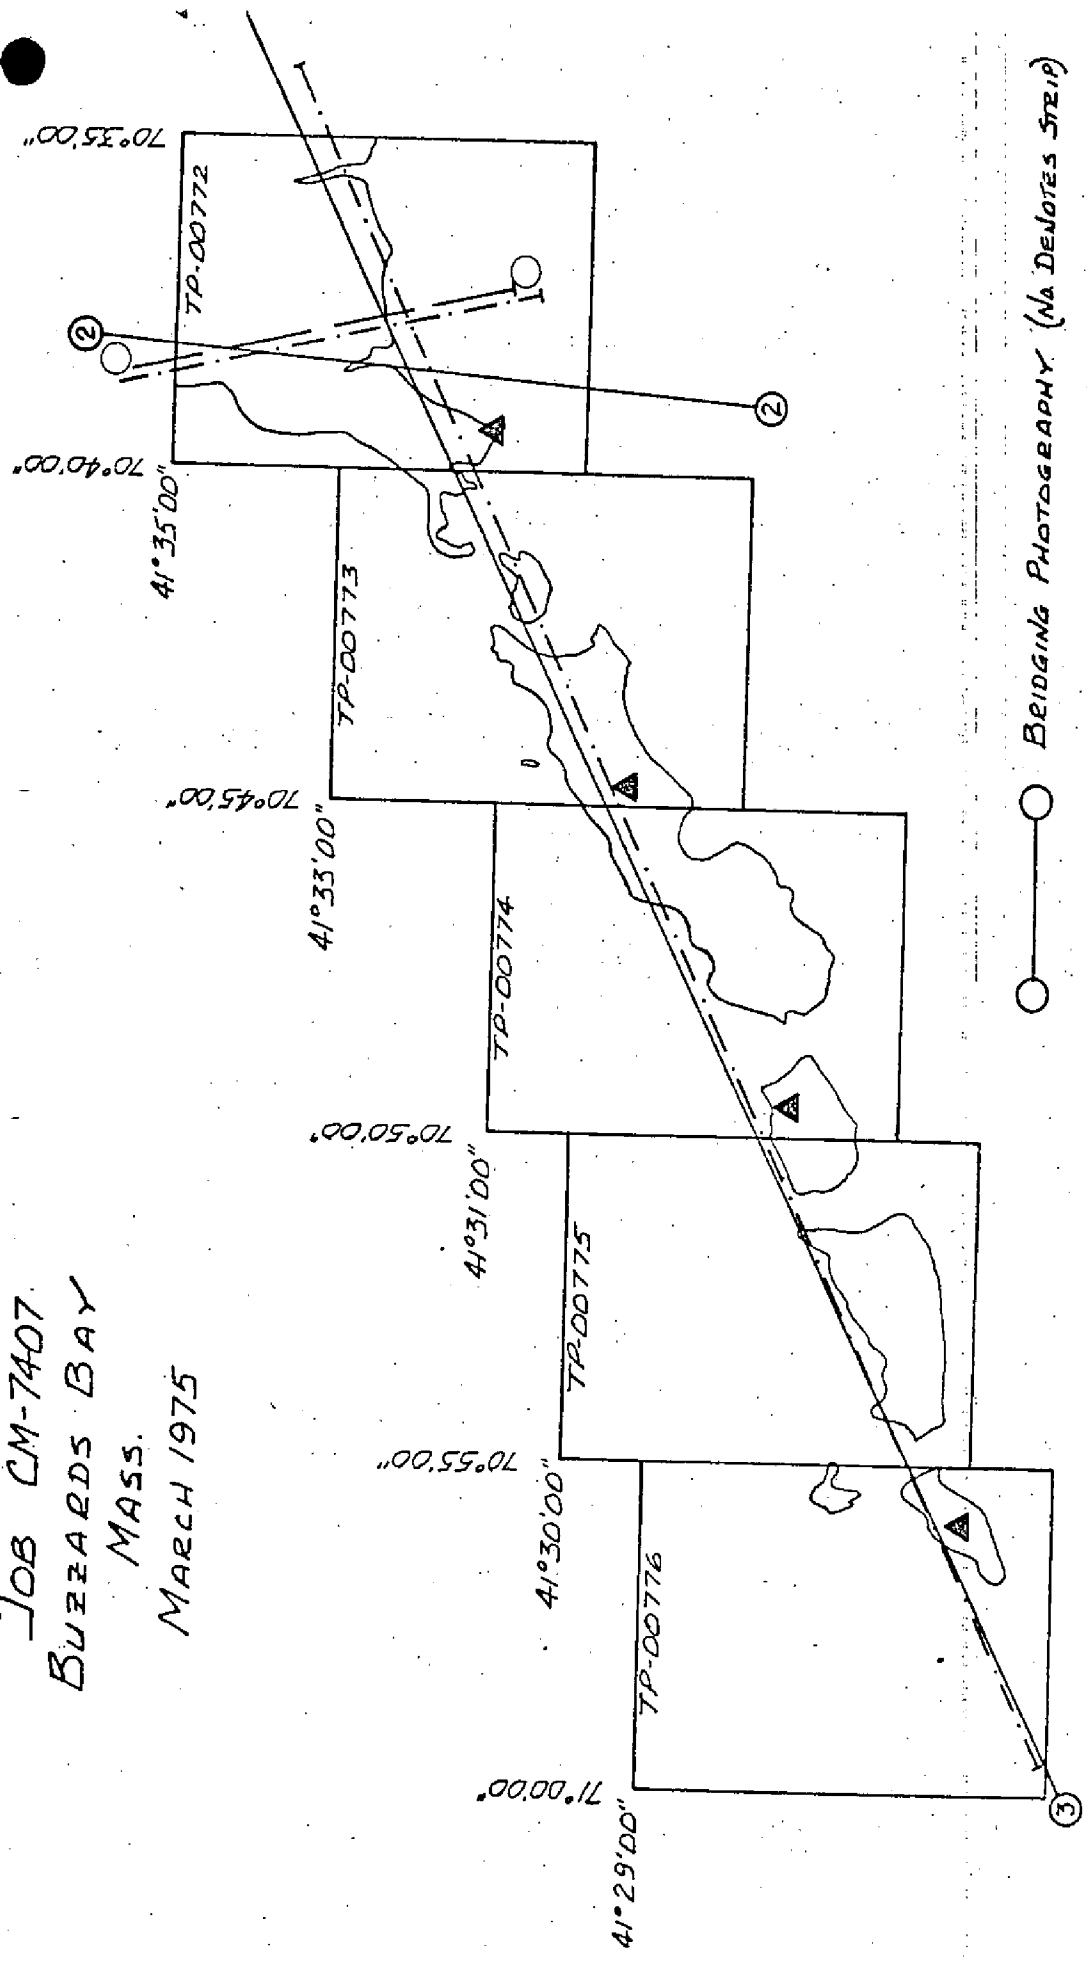 JOB CM-7407
BUZZARDS BAY
MASS.
MARCH 1975
71°00'00"
70°55'00"
70°50'00"
70°45'00"
70°40'00"
70°35'00"
41°29'00"
41°30'00"
41°31'00"
41°33'00"
41°35'00"
TP-00776
TP-00775
TP-00774
TP-00773
TP-00772
2
2
3
BRIDGING PHOTOGRAPHY (No. DENOTES STRIP)